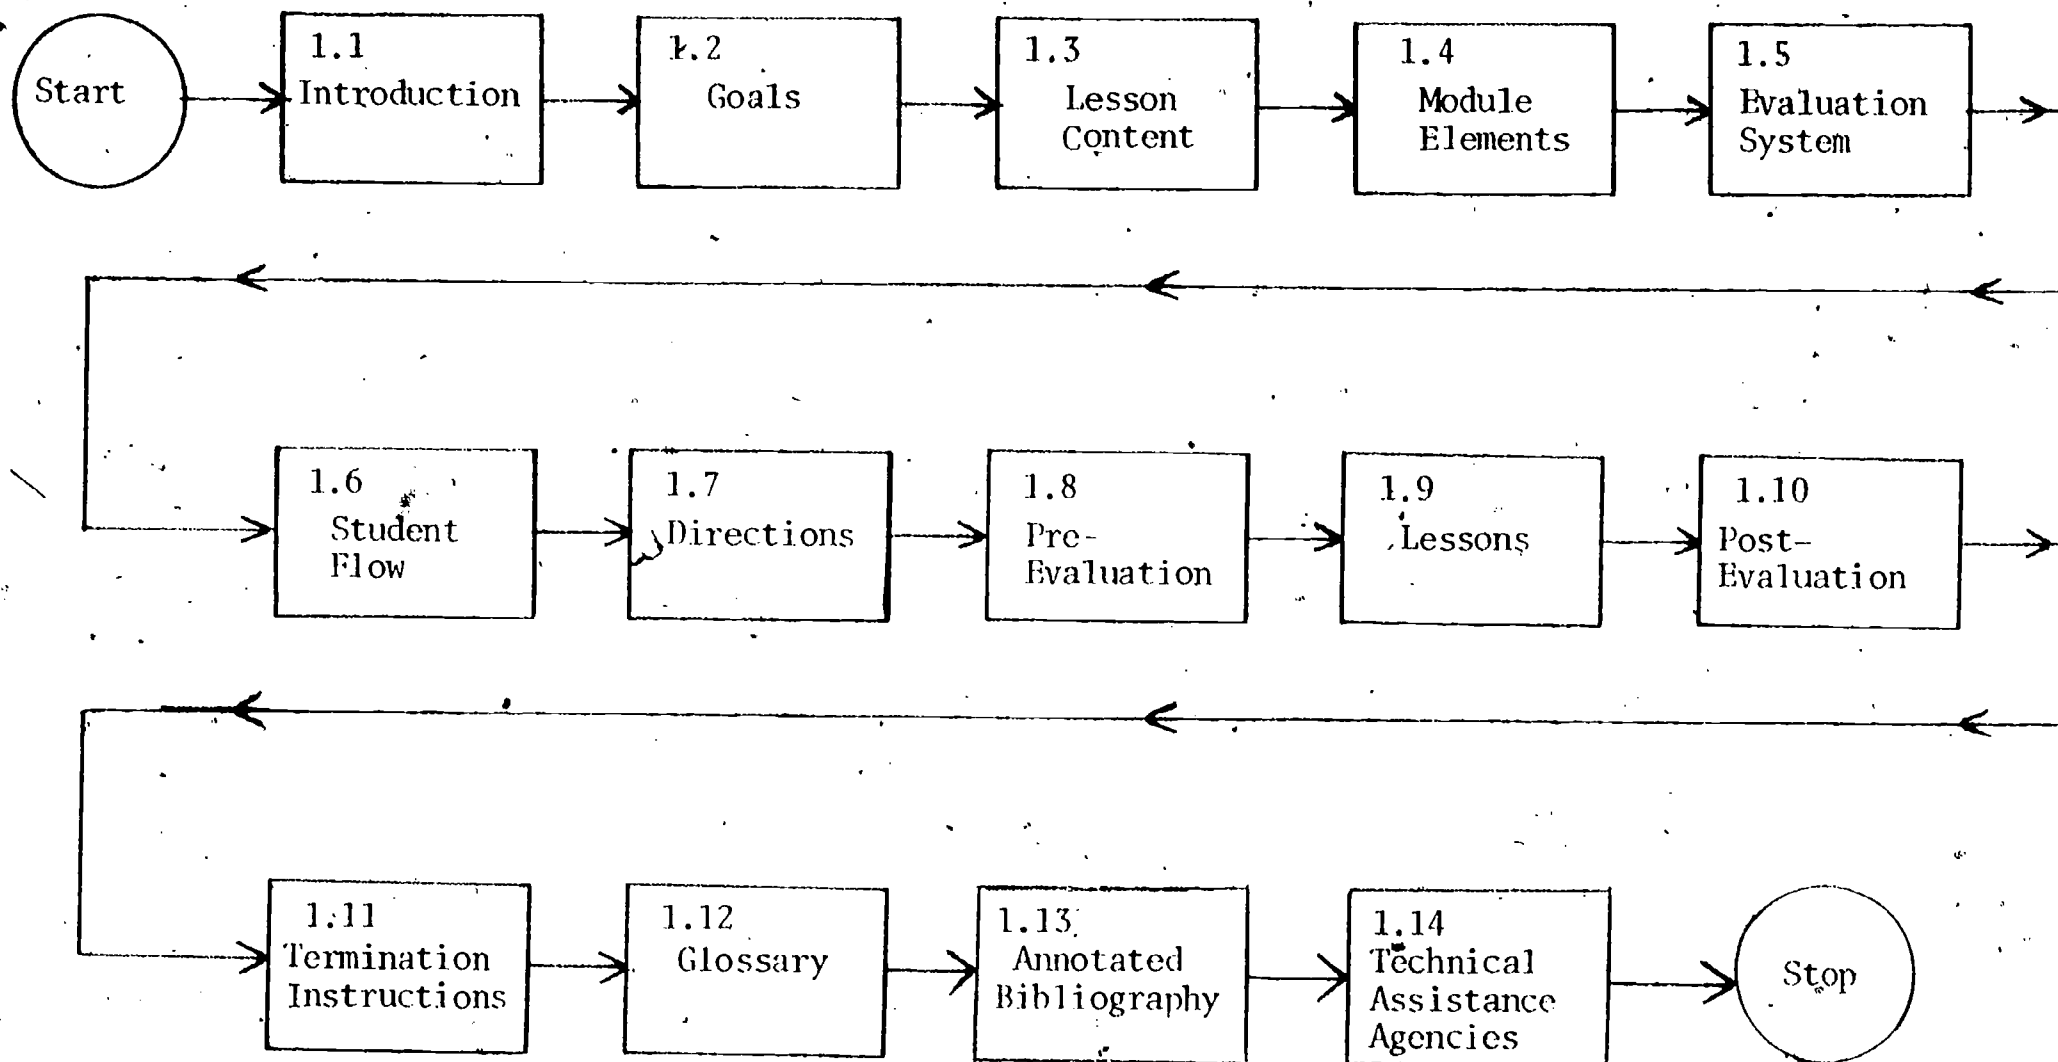 Start
1.1
Introduction
1.2
Goals
1.3
Lesson
Content
1.4
Module
Elements
1.5
Evaluation
System
1.6
Student
Flow
1.7
Directions
1.8
Pre-
Evaluation
1.9
Lessons
1.10
Post-
Evaluation
1.11
Termination
Instructions
1.12
Glossary
1.13
Annotated
Bibliography
1.14
Technical
Assistance
Agencies
Stop